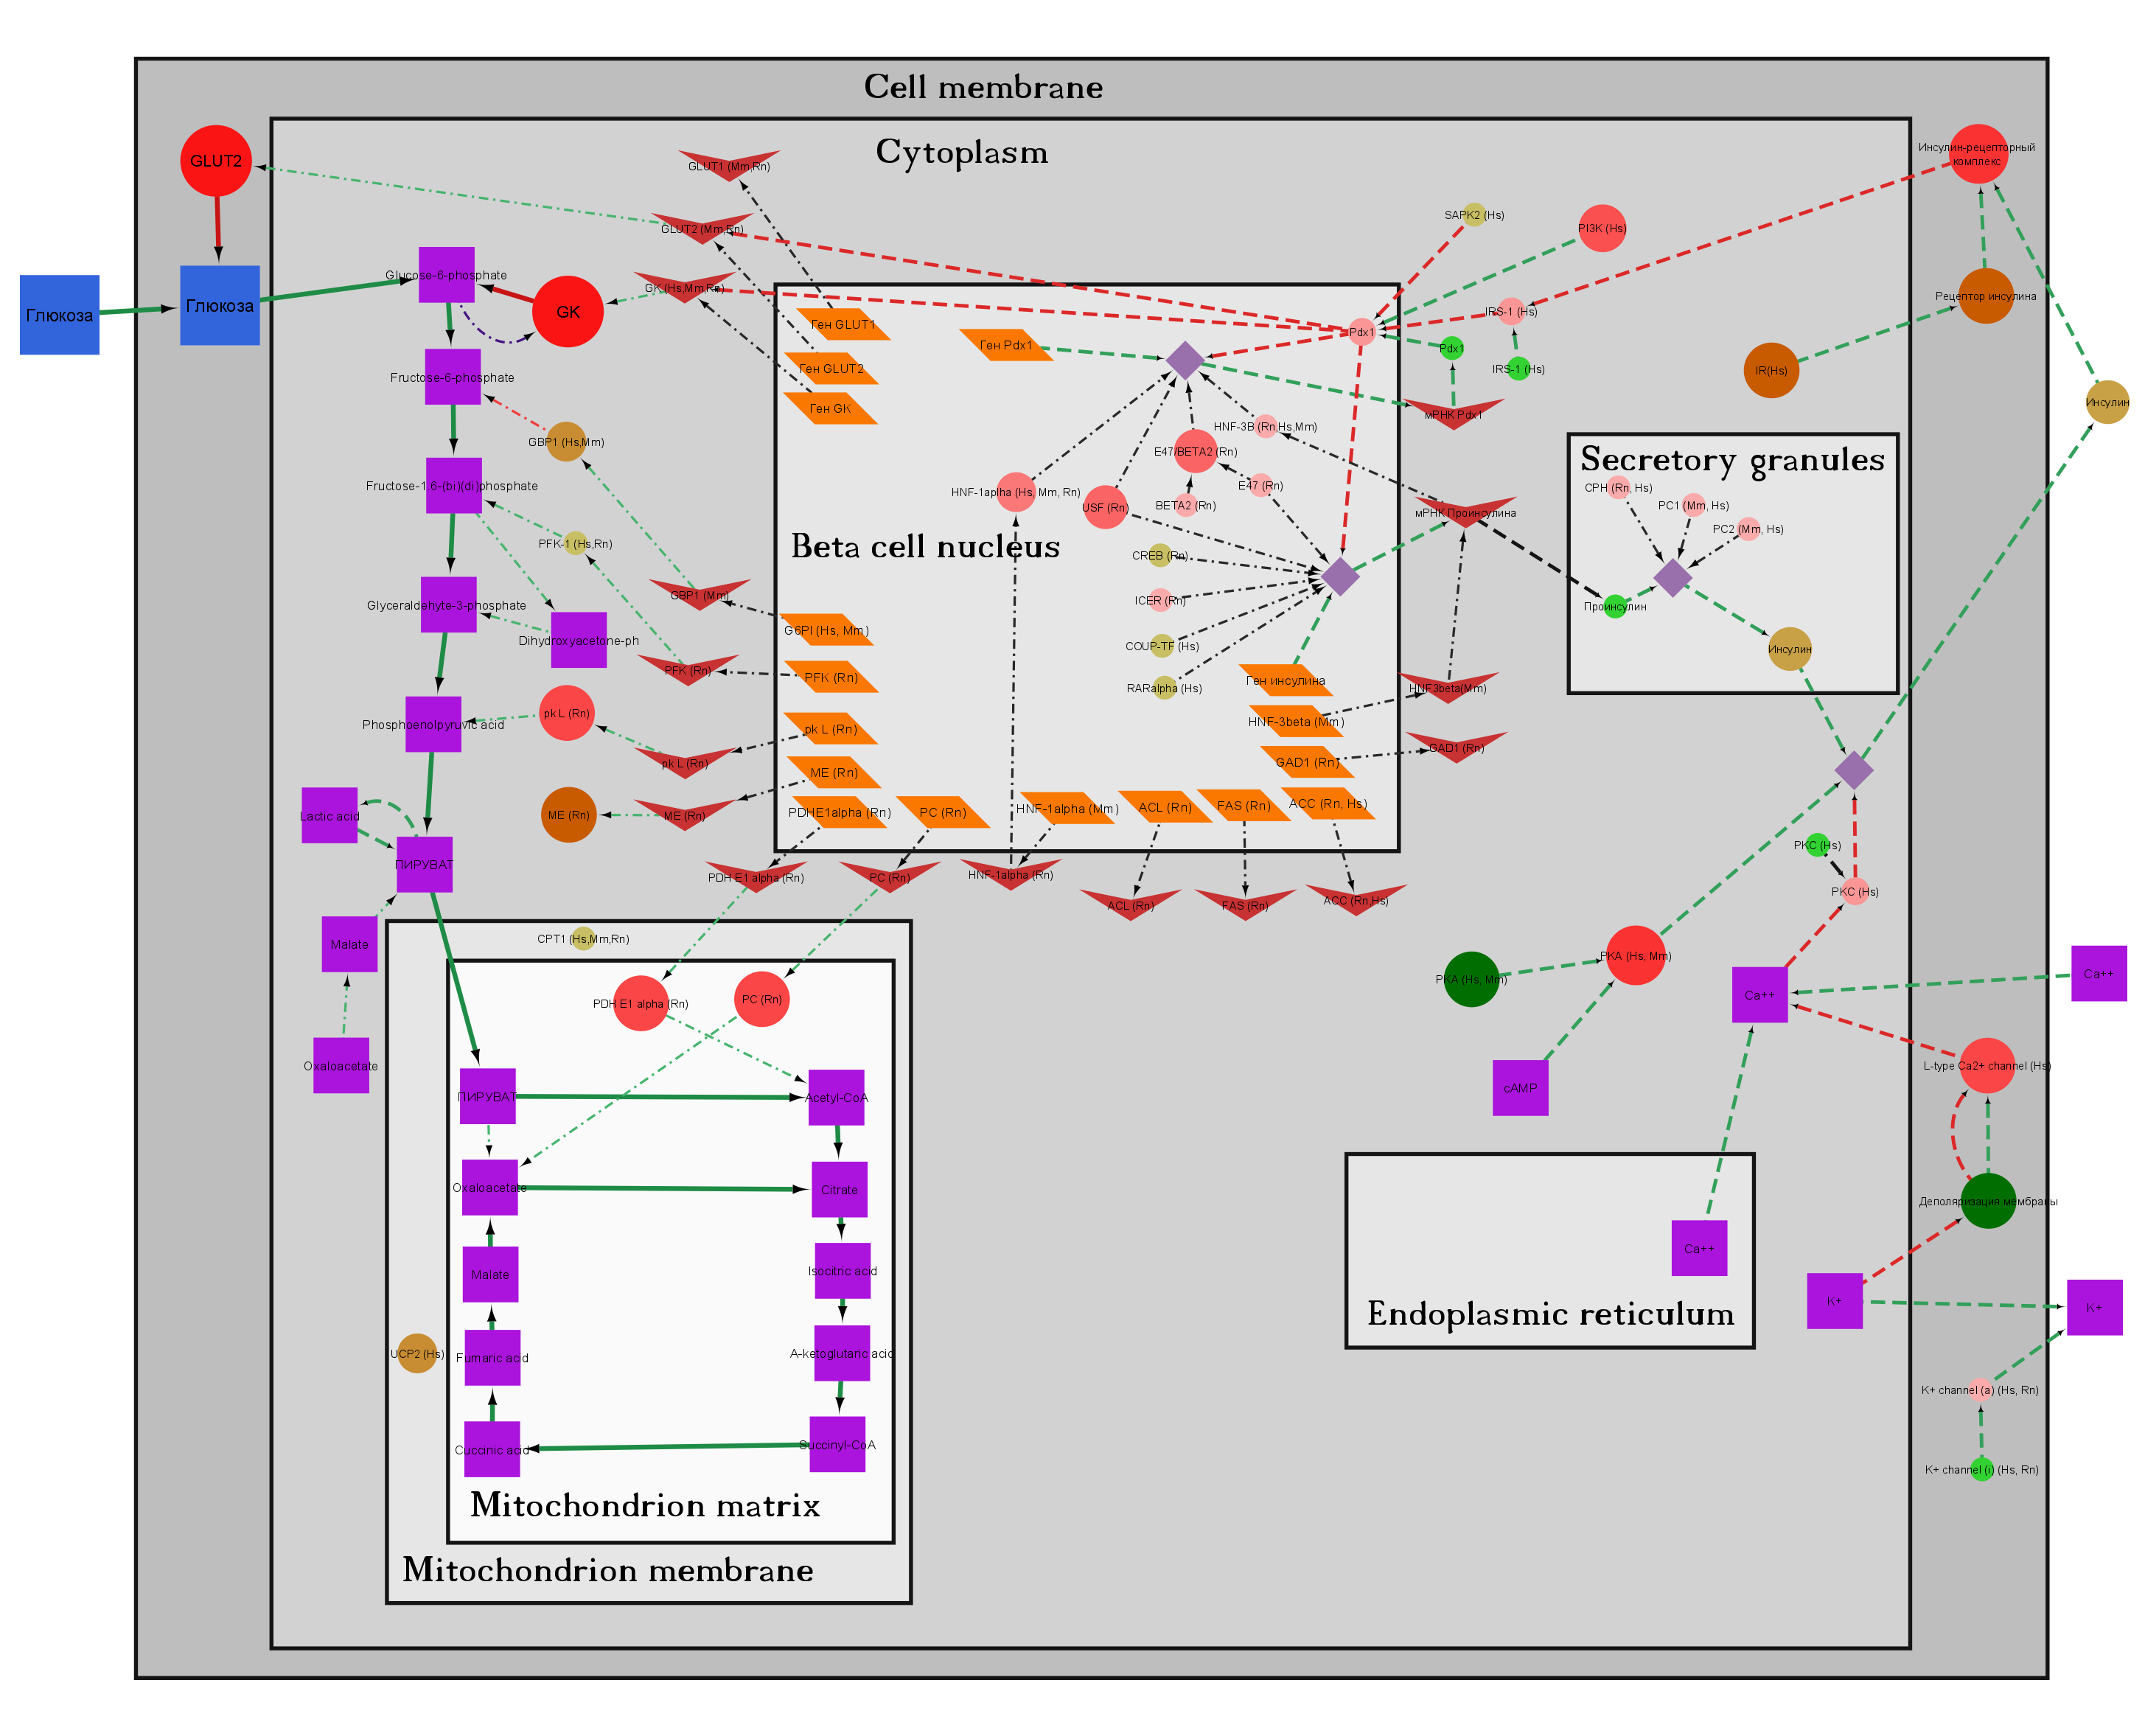 Cell membrane
Cytoplasm
GLUT2
Глюкоза
Глюкоза
Glucose-6-phosphate
GK
Fructose-6-phosphate
GBP1 (Hs,Mm)
Fructose-1,6-(bi)(di)phosphate
PFK-1 (Hs,Rn)
Glyceraldehyte-3-phosphate
Dihydroxyacetone-ph
Phosphoenolpyruvic acid
pk L (Rn)
Lactic acid
ПИРУВАТ
ME (Rn)
Malate
Oxaloacetate
GLUT1 (Mm,Rn)
GLUT2 (Mm,Rn)
GK (Hs,Mm,Rn)
GBP1 (Mm)
PFK (Rn)
pk L (Rn)
ME (Rn)
PDH E1 alpha (Rn)
PC (Rn)
HNF-1alpha (Rn)
ACL (Rn)
FAS (Rn)
ACC (Rn,Hs)
Beta cell nucleus
Ген GLUT1
Ген GLUT2
Ген GK
Ген Pdx1
Pdx1
HNF-3B (Rn,Hs,Mm)
E47/BETA2 (Rn)
HNF-1aplha (Hs, Mm, Rn)
USF (Rn)
BETA2 (Rn)
E47 (Rn)
CREB (Rn)
ICER (Rn)
COUP-TF (Hs)
RARalpha (Hs)
G6PI (Hs, Mm)
PFK (Rn)
pk L (Rn)
ME (Rn)
PDHE1alpha (Rn)
PC (Rn)
HNF-1alpha (Mm)
ACL (Rn)
FAS (Rn)
ACC (Rn, Hs)
Ген инсулина
HNF-3beta (Mm)
GAD1 (Rn)
SAPK2 (Hs)
PI3K (Hs)
IRS-1 (Hs)
Pdx1
IRS-1 (Hs)
мРНК Pdx1
мРНК Проинсулина
HNF3beta(Mm)
GAD1 (Rn)
Инсулин-рецепторный
комплекс
Рецептор инсулина
IR(Hs)
Инсулин
Secretory granules
CPH (Rn, Hs)
PC1 (Mm, Hs)
PC2 (Mm, Hs)
Проинсулин
Инсулин
PKC (Hs)
PKC (Hs)
PKA (Hs, Mm)
PKA (Hs, Mm)
cAMP
Ca++
Ca++
L-type Ca2+ channel (Hs)
Деполяризация мембраны
K+
K+
K+ channel (a) (Hs, Rn)
K+ channel (i) (Hs, Rn)
Ca++
Endoplasmic reticulum
CPT1 (Hs,Mm,Rn)
PDH E1 alpha (Rn)
PC (Rn)
ПИРУВАТ
Acetyl-CoA
Oxaloacetate
Citrate
Malate
Isocitric acid
UCP2 (Hs)
Fumaric acid
A-ketoglutaric acid
Cuccinic acid
Succinyl-CoA
Mitochondrion matrix
Mitochondrion membrane